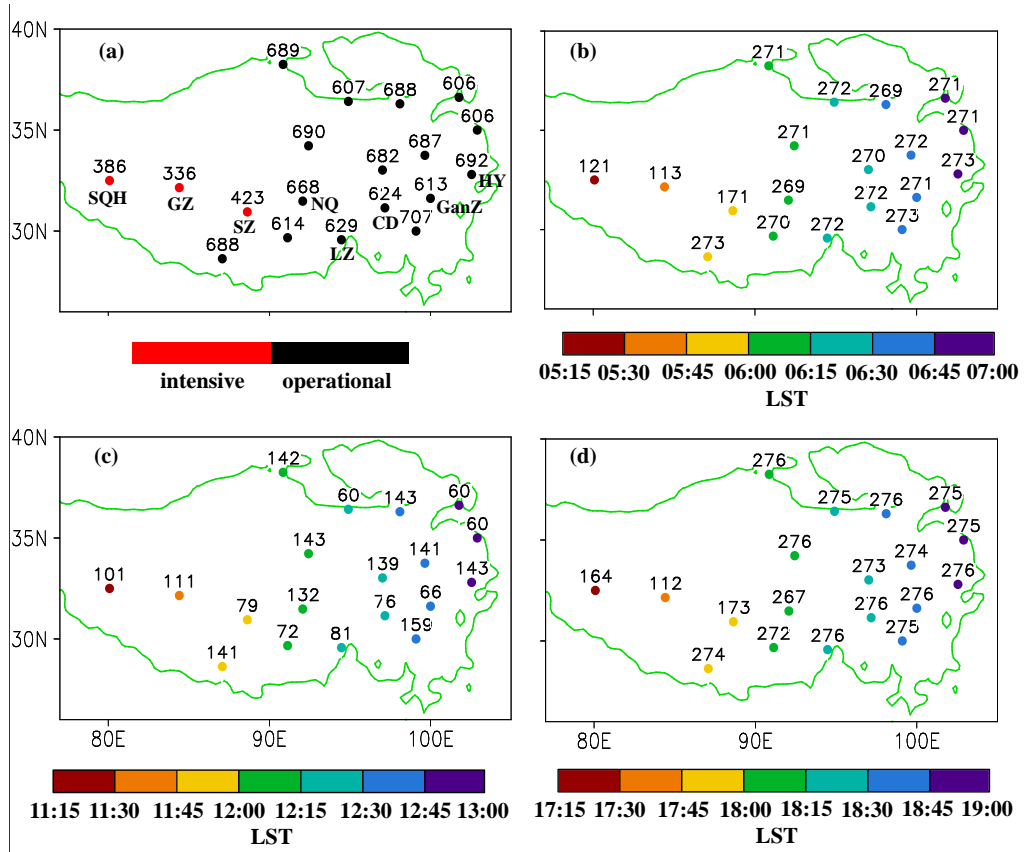 40N
(a)
689
607
688
606
35N
606
690
687
682
692
386
336
HY
SQH
GZ
423
668
624
613
SZ
NQ
CD
GanZ
614
629
707
30N
LZ
688
intensive
operational
(b)
271
272
269
271
271
271
272
270
273
121
113
171
269
272
271
270
272
273
273
05:15 05:30 05:45 06:00 06:15 06:30 06:45 07:00
LST
40N
(c)
142
60
143
60
35N
60
143
141
139
143
101
111
79
132
76
66
72
81
159
30N
141
80E 90E 100E
11:15 11:30 11:45 12:00 12:15 12:30 12:45 13:00
LST
(d)
276
275
276
275
275
276
274
273
276
164
112
173
267
276
276
272
276
275
274
80E 90E 100E
17:15 17:30 17:45 18:00 18:15 18:30 18:45 19:00
LST